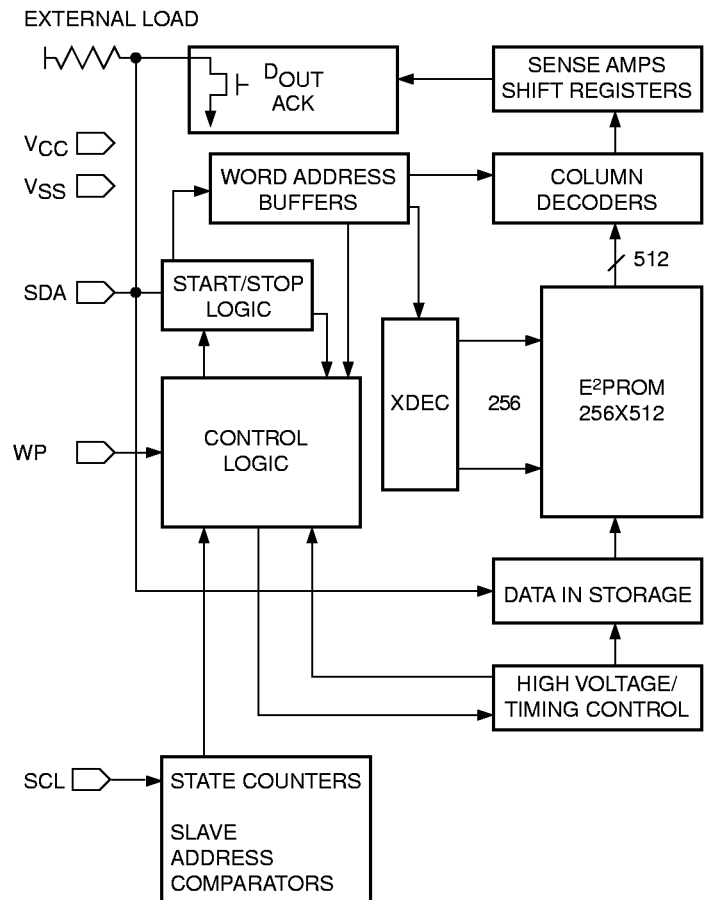 EXTERNAL LOAD
DOUT
ACK
SENSE AMPS
SHIFT REGISTERS
VCC
VSS
WORD ADDRESS
BUFFERS
COLUMN
DECODERS
512
SDA
START/STOP
LOGIC
XDEC
256
E²PROM
256X512
WP
CONTROL
LOGIC
DATA IN STORAGE
HIGH VOLTAGE/
TIMING CONTROL
SCL
STATE COUNTERS
SLAVE
ADDRESS
COMPARATORS